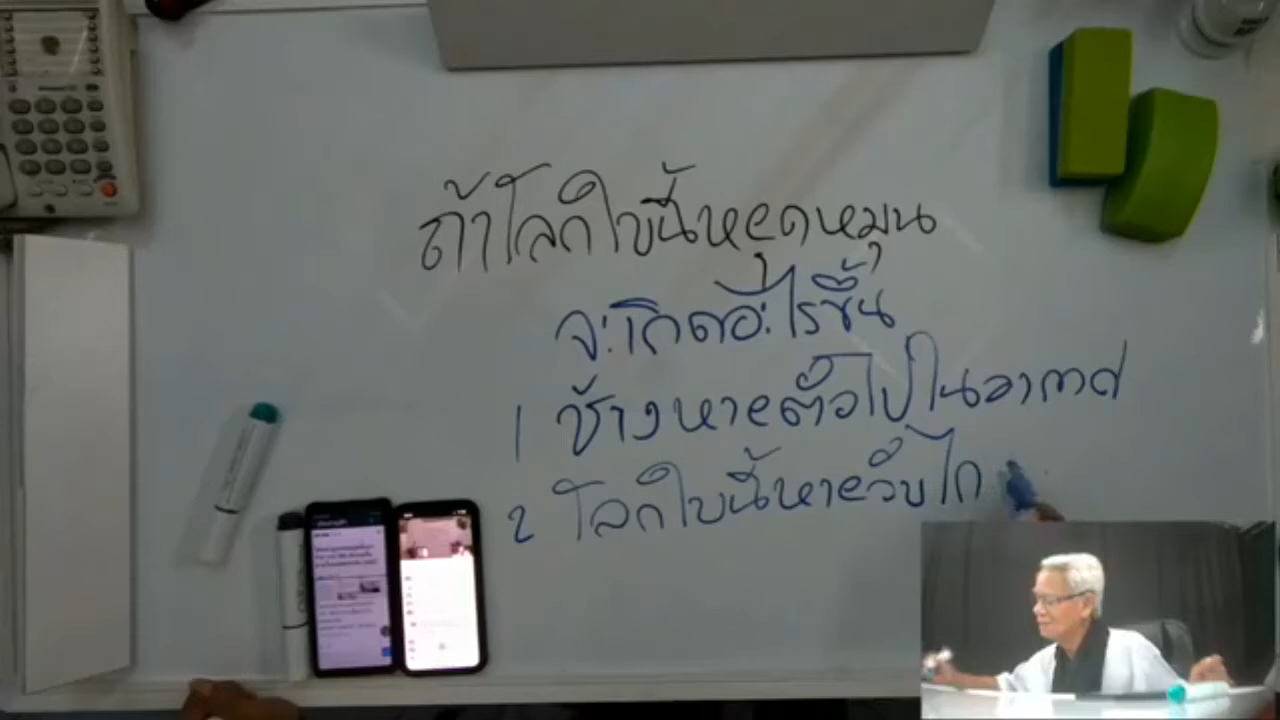 ถ้าโลกใบนี้หยุดหมุน
จะเกิดอะไรขึ้น
1 ช้างหายตัวไปในอากาศ
2 โลกใบนี้หายวับไก